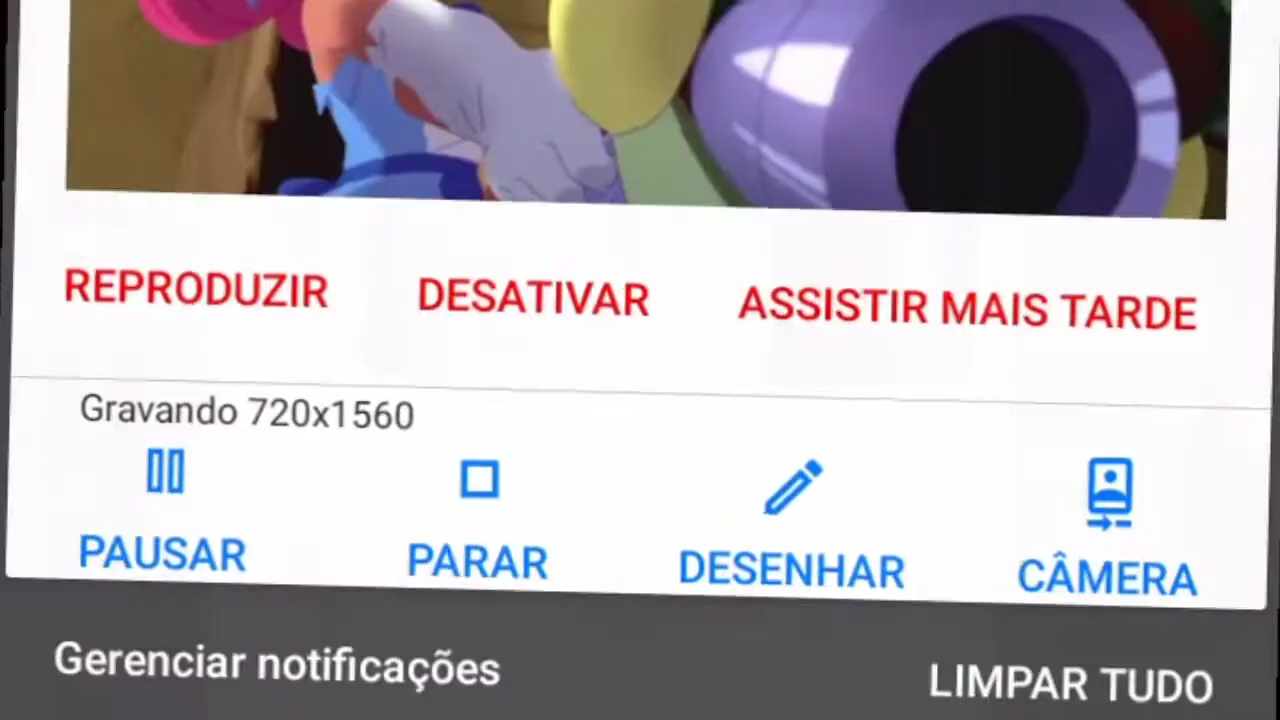 REPRODUZIR DESATIVAR ASSISTIR MAIS TARDE
Gravando 720x1560
PAUSAR PARAR DESENHAR CÂMERA
Gerenciar notificações LIMPAR TUDO